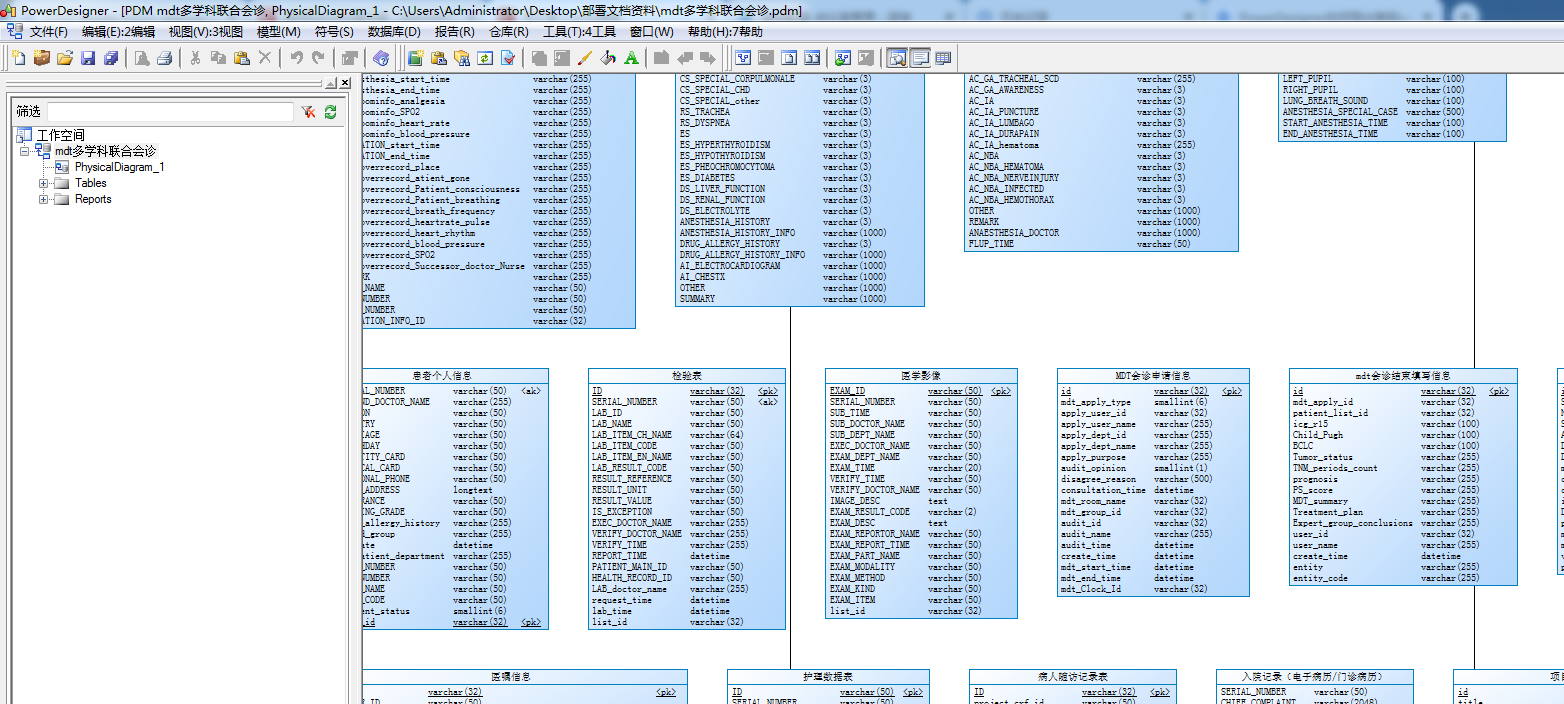 PowerDesigner - [PDM mdt多学科联合会诊, PhysicalDiagram_1 - C:\Users\Administrator\Desktop\部署文档资料\mdt多学科联合会诊.pdm]
文件(F) 编辑(E):2编辑 视图(V):3视图 模型(M) 符号(S) 数据库(D) 报告(R) 仓库(R) 工具(T):4工具 窗口(W) 帮助(H):7帮助
筛选
工作空间
mdt多学科联合会诊
PhysicalDiagram_1
Tables
Reports
sthesia_start_time varchar(255)
sthesia_end_time varchar(255)
oominfo_analgesia varchar(255)
oominfo_SPO2 varchar(255)
oominfo_heart_rate varchar(255)
oominfo_blood_pressure varchar(255)
ATION_start_time varchar(255)
ATION_end_time varchar(255)
overrecord_place varchar(255)
overrecord_atient_gone varchar(255)
overrecord_Patient_consciousness varchar(255)
overrecord_Patient_breathing varchar(255)
overrecord_breath_frequency varchar(255)
overrecord_heartrate_pulse varchar(255)
overrecord_heart_rhythm varchar(255)
overrecord_blood_pressure varchar(255)
overrecord_SPO2 varchar(255)
overrecord_Successor_doctor_Nurse varchar(255)
RK varchar(255)
_NAME varchar(50)
NUMBER varchar(50)
_NUMBER varchar(50)
ATION_INFO_ID varchar(32)
CS_SPECIAL_CORPULMONALE varchar(3)
CS_SPECIAL_CHD varchar(3)
CS_SPECIAL_other varchar(3)
RS_TRACHEA varchar(3)
RS_DYSPNEA varchar(3)
ES varchar(3)
ES_HYPERTHYROIDISM varchar(3)
ES_HYPOTHYROIDISM varchar(3)
ES_PHEOCHROMOCYTOMA varchar(3)
ES_DIABETES varchar(3)
DS_LIVER_FUNCTION varchar(3)
DS_RENAL_FUNCTION varchar(3)
DS_ELECTROLYTE varchar(3)
ANESTHESIA_HISTORY varchar(3)
ANESTHESIA_HISTORY_INFO varchar(1000)
DRUG_ALLERGY_HISTORY varchar(3)
DRUG_ALLERGY_HISTORY_INFO varchar(1000)
AI_ELECTROCARDIOGRAM varchar(1000)
AI_CHESTX varchar(1000)
OTHER varchar(1000)
SUMMARY varchar(1000)
AC_GA_TRACHEAL_SCD varchar(255)
AC_GA_AWARENESS varchar(3)
AC_IA varchar(3)
AC_IA_PUNCTURE varchar(3)
AC_IA_LUMBAGO varchar(3)
AC_IA_DURAPAIN varchar(3)
AC_IA_hematoma varchar(255)
AC_NBA varchar(3)
AC_NBA_HEMATOMA varchar(3)
AC_NBA_NERVEINJURY varchar(3)
AC_NBA_INFECTED varchar(3)
AC_NBA_HEMOTHORAX varchar(3)
OTHER varchar(1000)
REMARK varchar(1000)
ANAESTHESIA_DOCTOR varchar(1000)
FLUP_TIME varchar(50)
LEFT_PUPIL varchar(100)
RIGHT_PUPIL varchar(100)
LUNG_BREATH_SOUND varchar(100)
ANESTHESIA_SPECIAL_CASE varchar(500)
START_ANESTHESIA_TIME varchar(100)
END_ANESTHESIA_TIME varchar(100)
患者个人信息
AL_NUMBER varchar(50) <ak>
ND_DOCTOR_NAME varchar(255)
ON varchar(50)
TRY varchar(50)
IAGE varchar(50)
HDAY varchar(50)
TITY_CARD varchar(50)
CAL_CARD varchar(50)
ONAL_PHONE varchar(50)
_ADDRESS longtext
RANCE varchar(50)
ING_GRADE varchar(50)
_allergy_history varchar(255)
d_group varchar(255)
ate datetime
atient_department varchar(255)
_NUMBER varchar(50)
NUMBER varchar(50)
_NAME varchar(50)
_CODE varchar(50)
ent_status smallint(6)
_id varchar(32) <pk>
检验表
ID varchar(32) <pk>
SERIAL_NUMBER varchar(50) <ak>
LAB_ID varchar(50)
LAB_NAME varchar(50)
LAB_ITEM_CH_NAME varchar(64)
LAB_ITEM_CODE varchar(50)
LAB_ITEM_EN_NAME varchar(50)
LAB_RESULT_CODE varchar(50)
RESULT_REFERENCE varchar(50)
RESULT_UNIT varchar(50)
RESULT_VALUE varchar(50)
IS_EXCEPTION varchar(50)
EXEC_DOCTOR_NAME varchar(255)
VERIFY_DOCTOR_NAME varchar(255)
VERIFY_TIME varchar(255)
REPORT_TIME datetime
PATIENT_MAIN_ID varchar(50)
HEALTH_RECORD_ID varchar(50)
LAB_doctor_name varchar(255)
request_time datetime
lab_time datetime
list_id varchar(32)
医学影像
EXAM_ID varchar(50) <pk>
SERIAL_NUMBER varchar(50)
SUB_TIME varchar(50)
SUB_DOCTOR_NAME varchar(50)
SUB_DEPT_NAME varchar(50)
EXEC_DOCTOR_NAME varchar(50)
EXAM_DEPT_NAME varchar(50)
EXAM_TIME varchar(20)
VERIFY_TIME varchar(50)
VERIFY_DOCTOR_NAME varchar(50)
IMAGE_DESC text
EXAM_RESULT_CODE varchar(2)
EXAM_DESC text
EXAM_REPORTOR_NAME varchar(50)
EXAM_REPORT_TIME varchar(50)
EXAM_PART_NAME varchar(50)
EXAM_MODALITY varchar(50)
EXAM_METHOD varchar(50)
EXAM_KIND varchar(50)
EXAM_ITEM varchar(50)
list_id varchar(32)
MDT会诊申请信息
id varchar(32) <pk>
mdt_apply_type smallint(6)
apply_user_id varchar(32)
apply_user_name varchar(255)
apply_dept_id varchar(255)
apply_dept_name varchar(255)
apply_purpose varchar(255)
audit_opinion smallint(1)
disagree_reason varchar(500)
consultation_time datetime
mdt_room_name varchar(32)
mdt_group_id varchar(32)
audit_id varchar(32)
audit_name varchar(255)
audit_time datetime
create_time datetime
mdt_start_time datetime
mdt_end_time datetime
mdt_Clock_Id varchar(32)
mdt会诊结束填写信息
id varchar(32) <pk>
mzt_apply_id varchar(32)
patient_list_id varchar(32)
icg_r15 varchar(100)
Child_Pugh varchar(100)
BCLC varchar(100)
Tumor_status varchar(255)
TNM_periods_count varchar(255)
prognosis varchar(255)
PS_score varchar(255)
MDT_summary varchar(255)
Treatment_plan varchar(255)
Expert_group_conclusions varchar(255)
user_id varchar(32)
user_name varchar(255)
create_time datetime
entity varchar(255)
entity_code varchar(255)
医嘱信息
varchar(32) <pk>
护理数据表
ID varchar(50) <pk>
SERIAL_NUMBER varchar(50)
病人随访记录表
ID varchar(32) <pk>
project_crf_id varchar(50)
入院记录（电子病历/门诊病历）
SERIAL_NUMBER varchar(50)
CHIEF_COMPLAINT varchar(2048)
项目
id
title